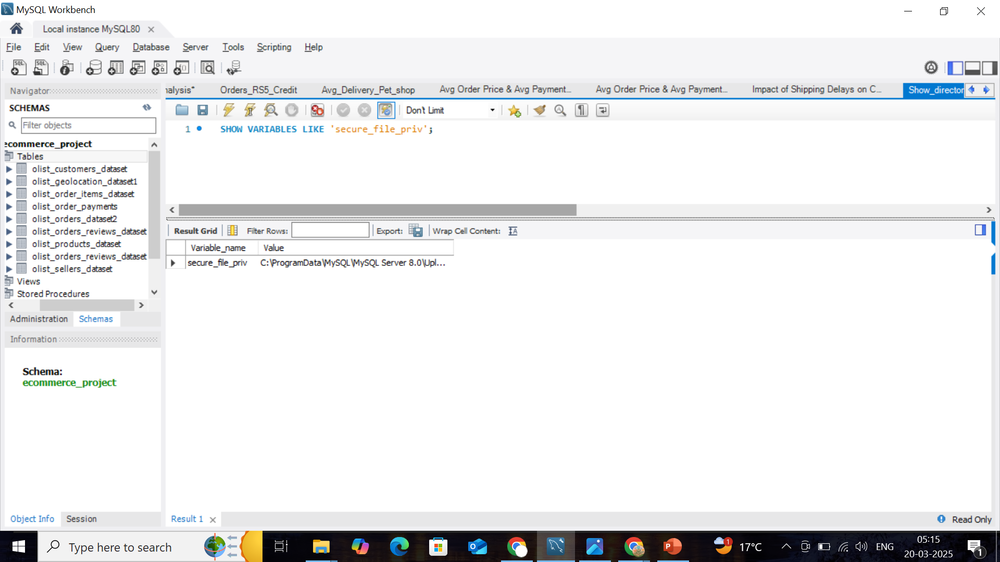 MySQL Workbench
Local instance MySQL80
File Edit View Query Database Server Tools Scripting Help
Navigator
SCHEMAS
Filter objects
ecommerce_project
Tables
olist_customers_dataset
olist_geolocation_dataset1
olist_order_items_dataset
olist_order_payments
olist_orders_dataset2
olist_orders_reviews_dataset
olist_products_dataset
olist_orders_reviews_dataset
olist_sellers_dataset
Views
Stored Procedures
Administration Schemas
Information
Schema:
ecommerce_project
Object Info Session
nalysis* Orders_RS5_Credit Avg_Delivery_Pet_shop Avg Order Price & Avg Payment... Avg Order Price & Avg Payment... Impact of Shipping Delays on C... Show_director
Don't Limit
1 SHOW VARIABLES LIKE 'secure_file_priv';
Result Grid Filter Rows: Export: Wrap Cell Content:
Variable_name Value
secure_file_priv C:\ProgramData\MySQL\MySQL Server 8.0\Upl...
Result 1
Read Only
Type here to search
1 17°C ENG
05:15
20-03-2025
1